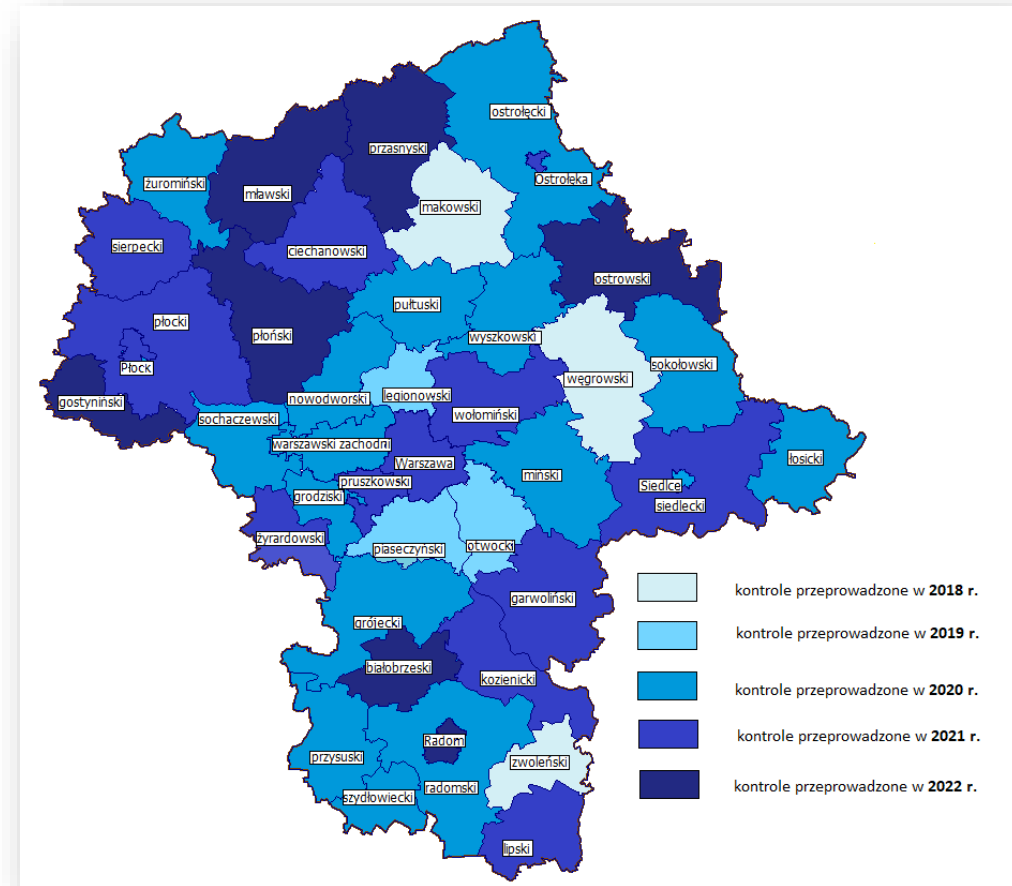 ostrołęcki
przasnyski
Ostrołęka
żuromiński
mławski
makowski
sierpecki
ciechanowski
ostrowski
pułtuski
płocki
płoński
wyszkowski
Płock
sokołowski
węgrowski
gostyniński
nowodworski
legionowski
sochaczewski
wołomiński
warszawski zachodni
Warszawa
łosicki
miński
pruszkowski
Siedlce
grodziski
siedlecki
żyrardowski
piaseczyński
otwocki
garwoliński
kontrole przeprowadzone w 2018 r.
grójecki
kontrole przeprowadzone w 2019 r.
białobrzeski
kozienicki
kontrole przeprowadzone w 2020 r.
Radom
kontrole przeprowadzone w 2021 r.
przysuski
zwoleński
radomski
kontrole przeprowadzone w 2022 r.
szydłowiecki
lipski